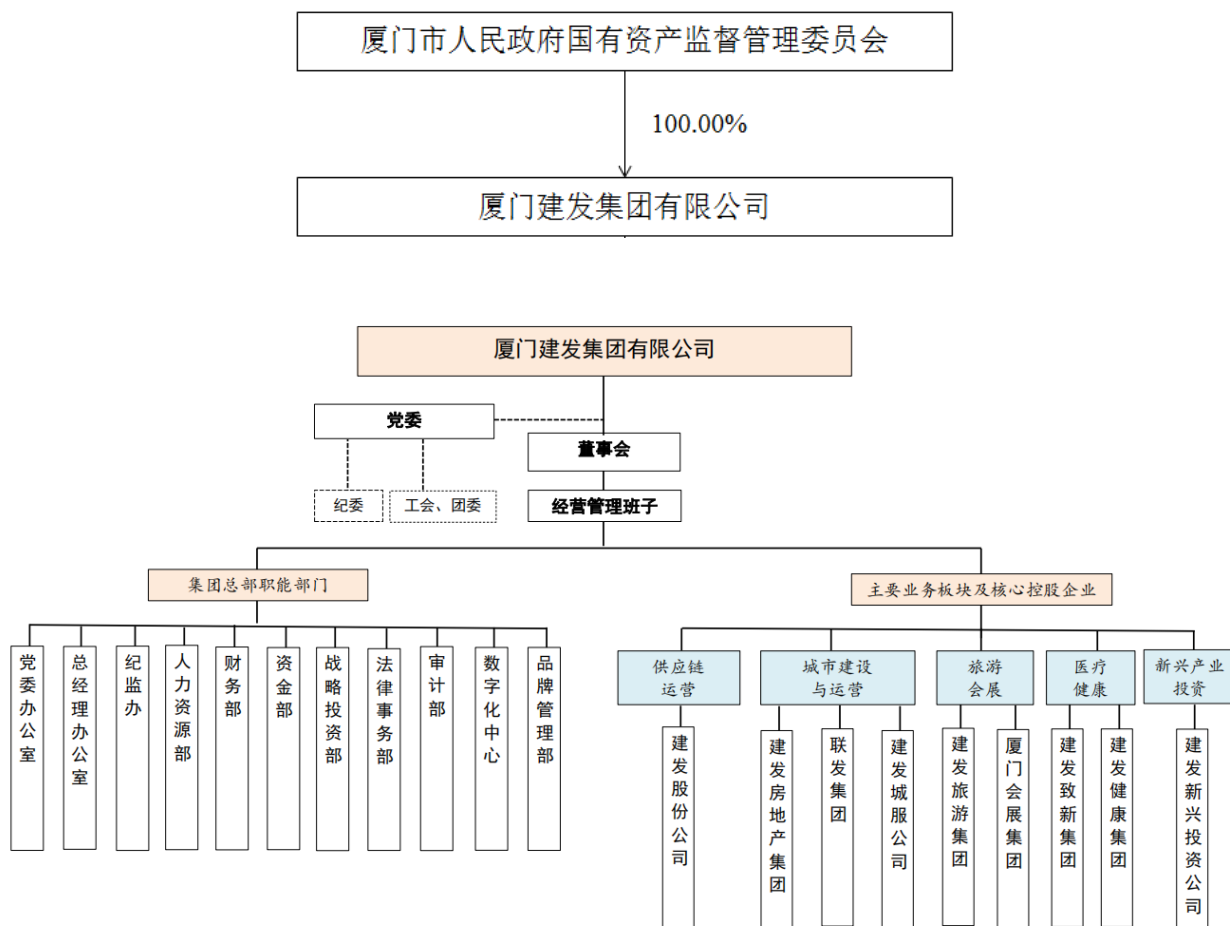 厦门市人民政府国有资产监督管理委员会
100.00%
厦门建发集团有限公司
厦门建发集团有限公司
党委
董事会
纪委
工会、团委
经营管理班子
集团总部职能部门
主要业务板块及核心控股企业
党委办公室
总经理办公室
纪监办
人力资源部
财务部
资金部
战略投资部
法律事务部
审计部
数字化中心
品牌管理部
供应链
运营
城市建设
与运营
旅游
会展
医疗
健康
新兴产业
投资
建发股份公司
建发房地产集团
联发集团
建发城服公司
建发旅游集团
厦门会展集团
建发致新集团
建发健康集团
建发新兴投资公司